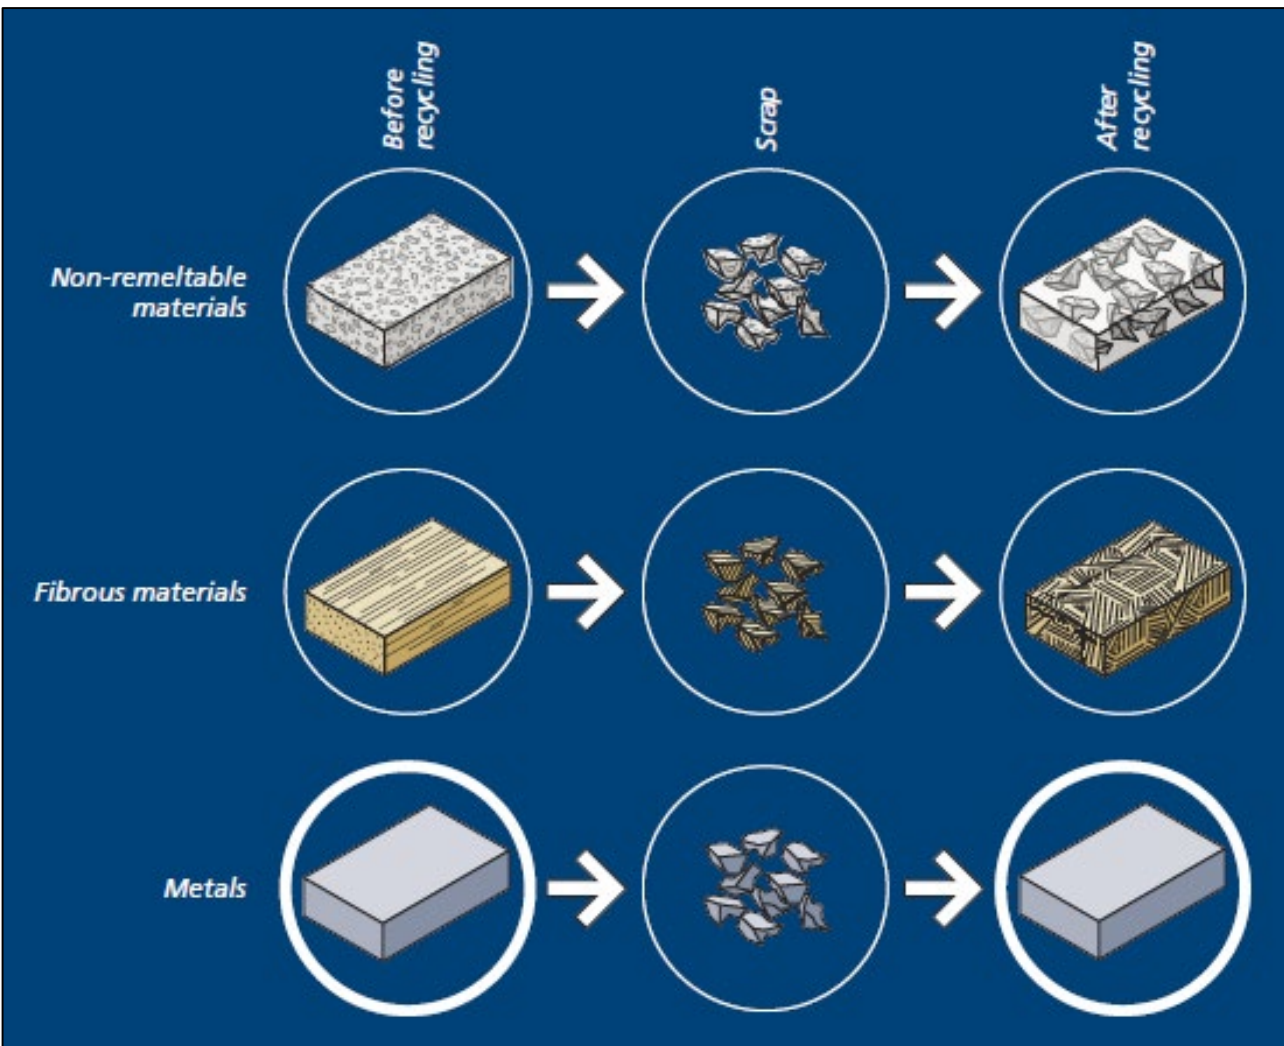 Before
recycling
Scrap
After
recycling
Non-remeltable
materials
Fibrous materials
Metals